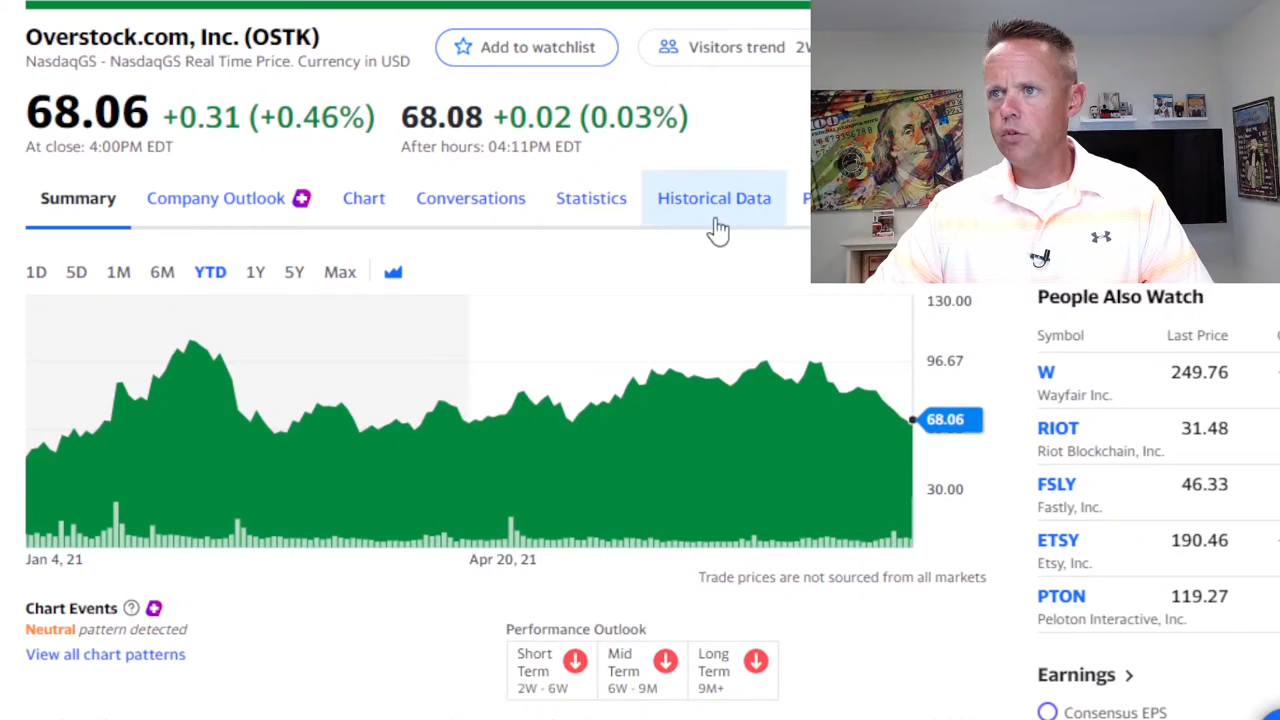 Overstock.com, Inc. (OSTK)
NasdaqGS - NasdaqGS Real Time Price. Currency in USD
Add to watchlist
Visitors trend 2W
68.06 +0.31 (+0.46%)
At close: 4:00PM EDT
68.08 +0.02 (0.03%)
After hours: 04:11PM EDT
Summary Company Outlook Chart Conversations Statistics Historical Data P
1D 5D 1M 6M YTD 1Y 5Y Max
130.00
96.67
68.06
30.00
Jan 4, 21 Apr 20, 21
Trade prices are not sourced from all markets
Chart Events
Neutral pattern detected
View all chart patterns
Performance Outlook
Short Term 2W - 6W
Mid Term 6W - 9M
Long Term 9M+
People Also Watch
Symbol Last Price
W 249.76
Wayfair Inc.
RIOT 31.48
Riot Blockchain, Inc.
FSLY 46.33
Fastly, Inc.
ETSY 190.46
Etsy, Inc.
PTON 119.27
Peloton Interactive, Inc.
Earnings
Consensus EPS